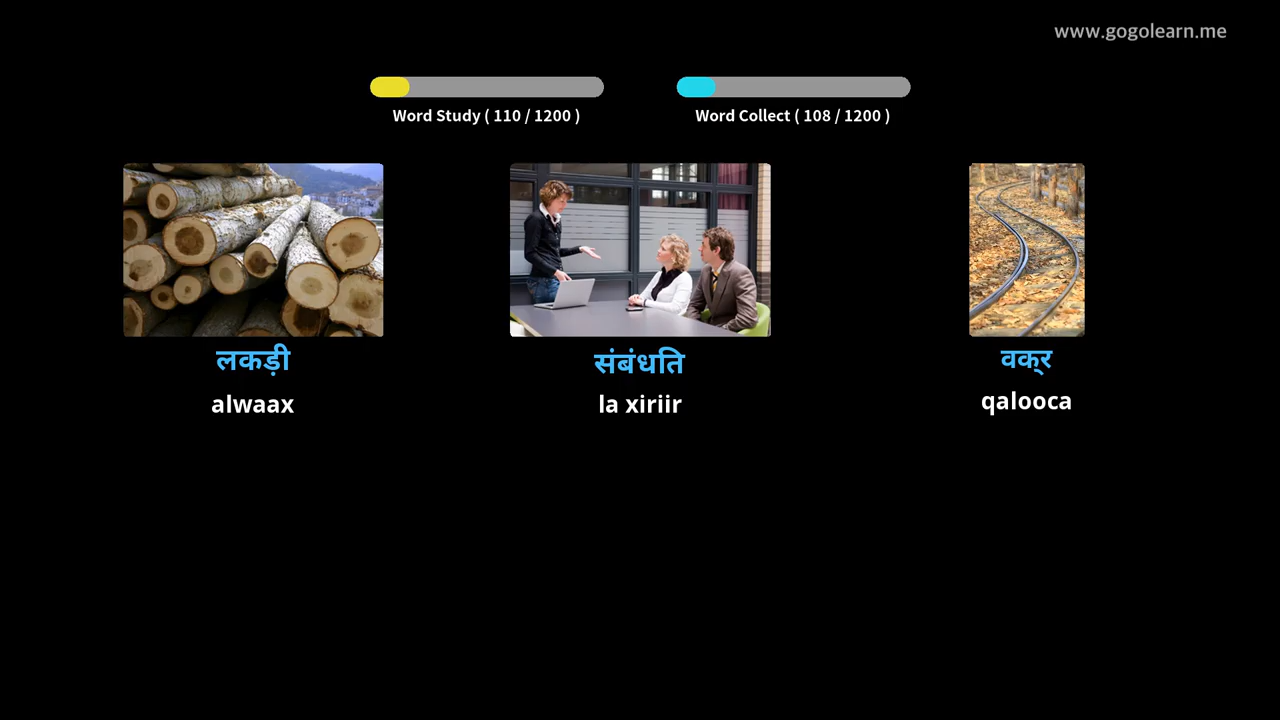 www.gogolearn.me
Word Study ( 110 / 1200 )
Word Collect ( 108 / 1200 )
लकड़ी
संबंधति
वक्र
alwaax
la xiriir
qalooca